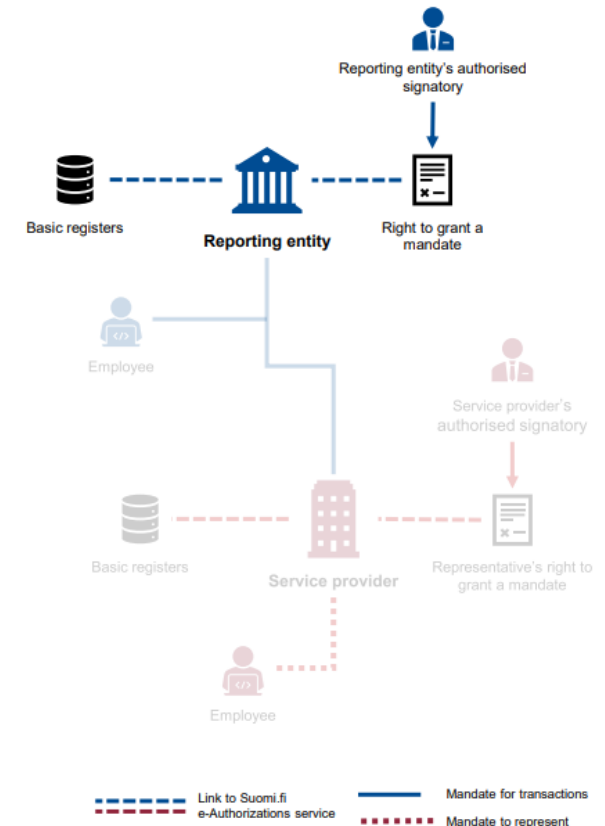 Reporting entity's authorised
signatory
Basic registers
Reporting entity
Right to grant a
mandate
Employee
Service provider's
authorised signatory
Basic registers
Service provider
Representative's right to
grant a mandate
Employee
Link to Suomi.fi
e-Authorizations service
Mandate for transactions
Mandate to represent